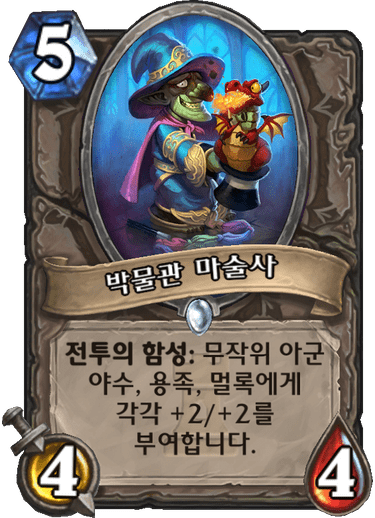 5
박물관 마술사
전투의 함성: 무작위 아군
야수, 용족, 멀록에게
각각 +2/+2를
부여합니다.
4
4